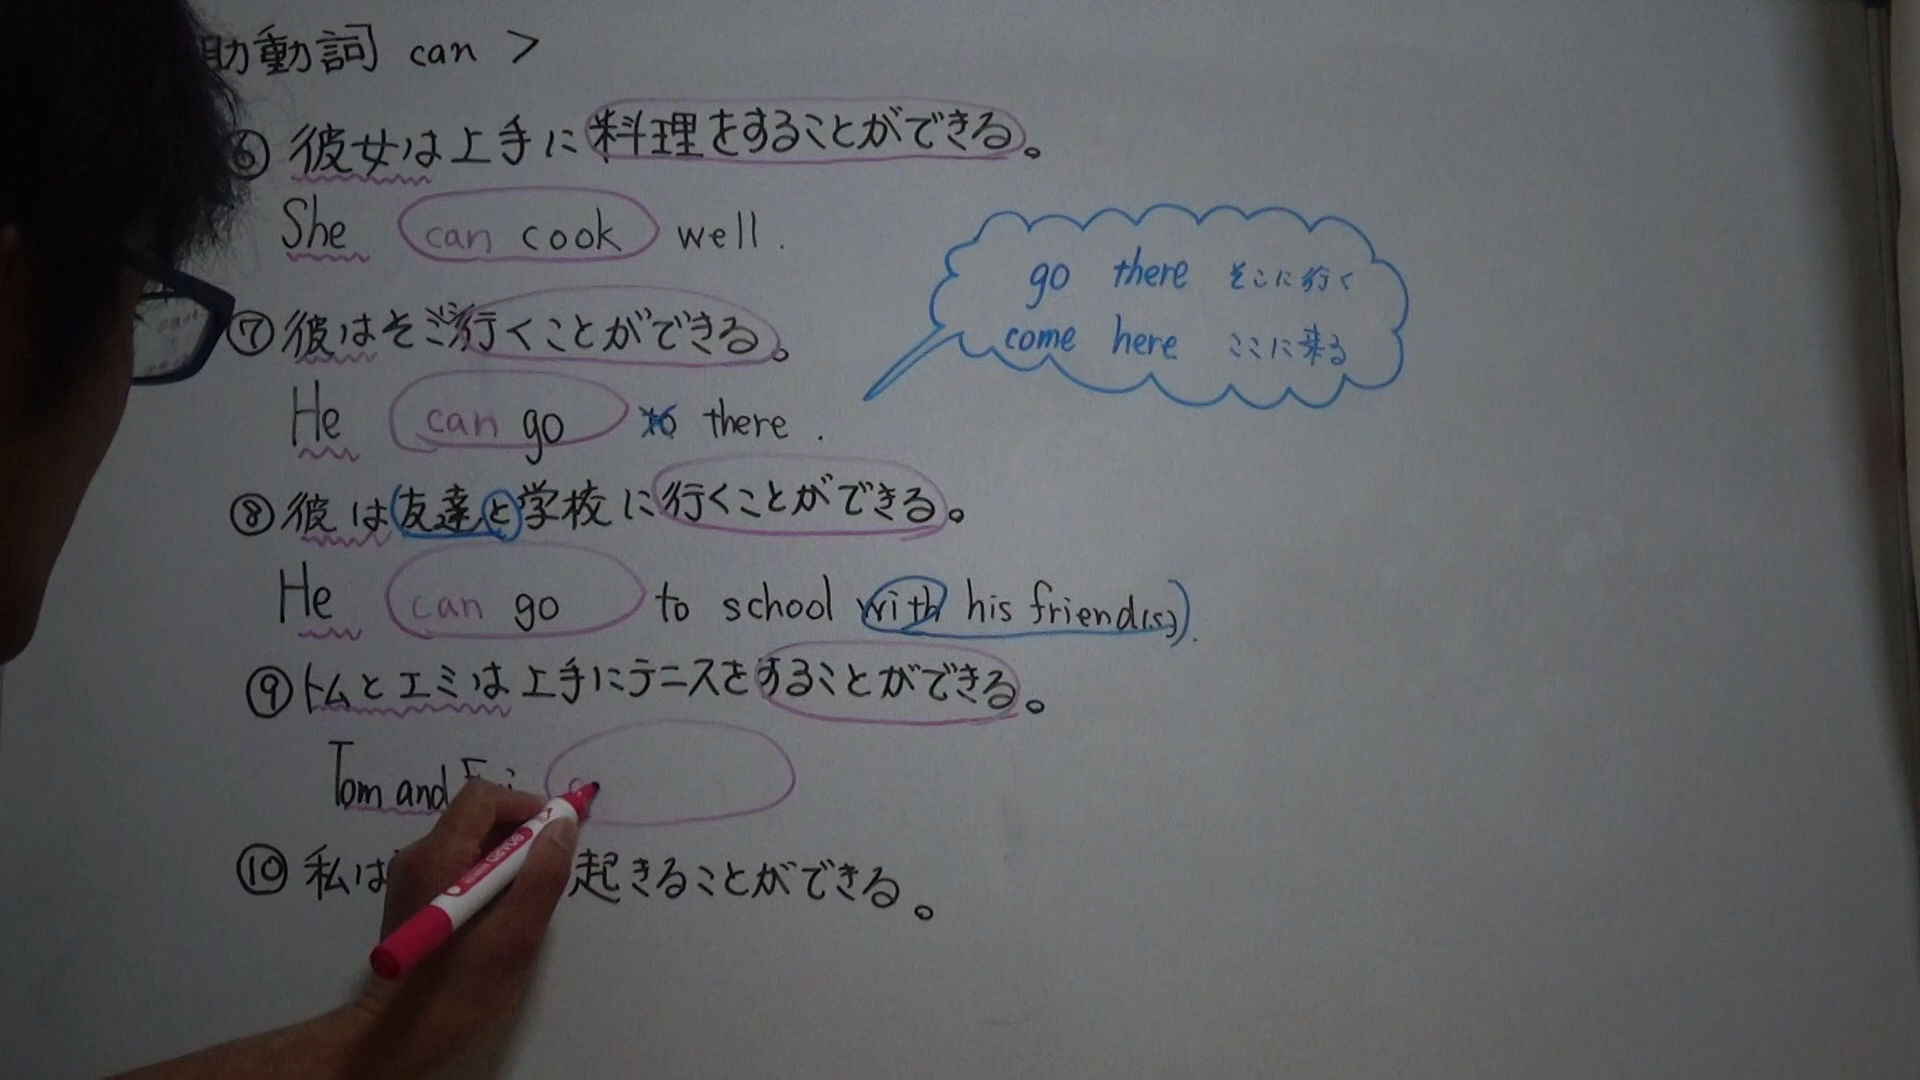 助動詞 can >
⑥ 彼女は上手に料理をすることができる。
She can cook well.
go there そこに行く
come here ここに来る
⑦ 彼はそこに行くことができる。
He can go to there.
⑧ 彼は友達と学校に行くことができる。
He can go to school with his friend(s).
⑨ トムとエミは上手にテニスをすることができる。
Tom and
⑩ 私は 起きることができる。